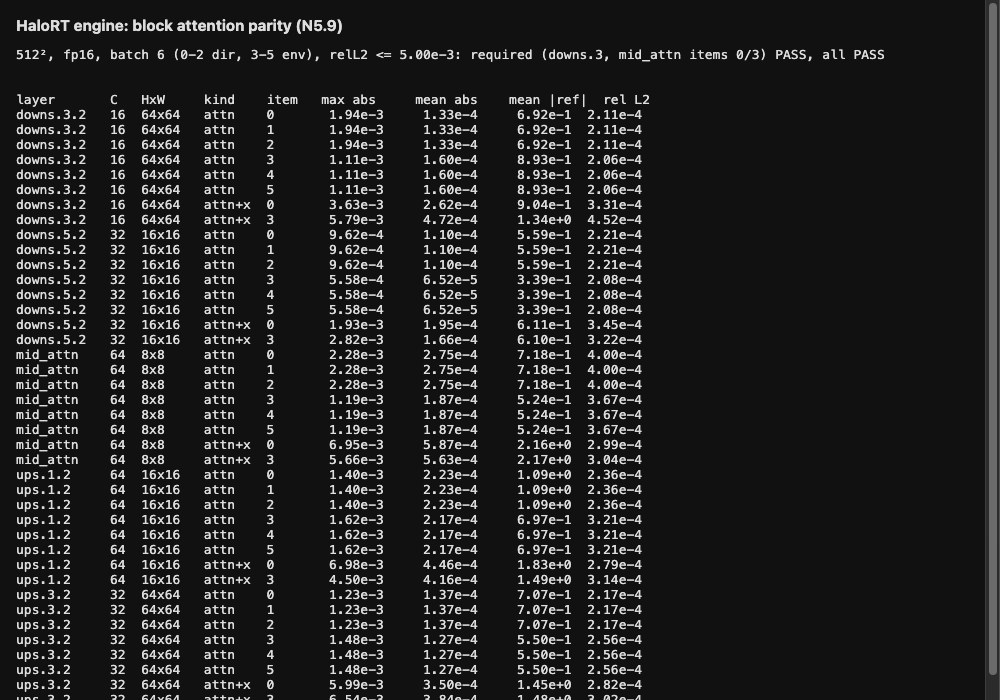 HaloRT engine: block attention parity (N5.9)
512², fp16, batch 6 (0-2 dir, 3-5 env), relL2 <= 5.00e-3: required (downs.3, mid_attn items 0/3) PASS, all PASS
layer C HxW kind item max abs mean abs mean |ref| rel L2
downs.3.2 16 64x64 attn 0 1.94e-3 1.33e-4 6.92e-1 2.11e-4
downs.3.2 16 64x64 attn 1 1.94e-3 1.33e-4 6.92e-1 2.11e-4
downs.3.2 16 64x64 attn 2 1.94e-3 1.33e-4 6.92e-1 2.11e-4
downs.3.2 16 64x64 attn 3 1.11e-3 1.60e-4 8.93e-1 2.06e-4
downs.3.2 16 64x64 attn 4 1.11e-3 1.60e-4 8.93e-1 2.06e-4
downs.3.2 16 64x64 attn 5 1.11e-3 1.60e-4 8.93e-1 2.06e-4
downs.3.2 16 64x64 attn+x 0 3.63e-3 2.62e-4 9.04e-1 3.31e-4
downs.3.2 16 64x64 attn+x 3 5.79e-3 4.72e-4 1.34e+0 4.52e-4
downs.5.2 32 16x16 attn 0 9.62e-4 1.10e-4 5.59e-1 2.21e-4
downs.5.2 32 16x16 attn 1 9.62e-4 1.10e-4 5.59e-1 2.21e-4
downs.5.2 32 16x16 attn 2 9.62e-4 1.10e-4 5.59e-1 2.21e-4
downs.5.2 32 16x16 attn 3 5.58e-4 6.52e-5 3.39e-1 2.08e-4
downs.5.2 32 16x16 attn 4 5.58e-4 6.52e-5 3.39e-1 2.08e-4
downs.5.2 32 16x16 attn 5 5.58e-4 6.52e-5 3.39e-1 2.08e-4
downs.5.2 32 16x16 attn+x 0 1.93e-3 1.95e-4 6.11e-1 3.45e-4
downs.5.2 32 16x16 attn+x 3 2.82e-3 1.66e-4 6.10e-1 3.22e-4
mid_attn 64 8x8 attn 0 2.28e-3 2.75e-4 7.18e-1 4.00e-4
mid_attn 64 8x8 attn 1 2.28e-3 2.75e-4 7.18e-1 4.00e-4
mid_attn 64 8x8 attn 2 2.28e-3 2.75e-4 7.18e-1 4.00e-4
mid_attn 64 8x8 attn 3 1.19e-3 1.87e-4 5.24e-1 3.67e-4
mid_attn 64 8x8 attn 4 1.19e-3 1.87e-4 5.24e-1 3.67e-4
mid_attn 64 8x8 attn 5 1.19e-3 1.87e-4 5.24e-1 3.67e-4
mid_attn 64 8x8 attn+x 0 6.95e-3 5.87e-4 2.16e+0 2.99e-4
mid_attn 64 8x8 attn+x 3 5.66e-3 5.63e-4 2.17e+0 3.04e-4
ups.1.2 64 16x16 attn 0 1.40e-3 2.23e-4 1.09e+0 2.36e-4
ups.1.2 64 16x16 attn 1 1.40e-3 2.23e-4 1.09e+0 2.36e-4
ups.1.2 64 16x16 attn 2 1.40e-3 2.23e-4 1.09e+0 2.36e-4
ups.1.2 64 16x16 attn 3 1.62e-3 2.17e-4 6.97e-1 3.21e-4
ups.1.2 64 16x16 attn 4 1.62e-3 2.17e-4 6.97e-1 3.21e-4
ups.1.2 64 16x16 attn 5 1.62e-3 2.17e-4 6.97e-1 3.21e-4
ups.1.2 64 16x16 attn+x 0 6.98e-3 4.46e-4 1.83e+0 2.79e-4
ups.1.2 64 16x16 attn+x 3 4.50e-3 4.16e-4 1.49e+0 3.14e-4
ups.3.2 32 64x64 attn 0 1.23e-3 1.37e-4 7.07e-1 2.17e-4
ups.3.2 32 64x64 attn 1 1.23e-3 1.37e-4 7.07e-1 2.17e-4
ups.3.2 32 64x64 attn 2 1.23e-3 1.37e-4 7.07e-1 2.17e-4
ups.3.2 32 64x64 attn 3 1.48e-3 1.27e-4 5.50e-1 2.56e-4
ups.3.2 32 64x64 attn 4 1.48e-3 1.27e-4 5.50e-1 2.56e-4
ups.3.2 32 64x64 attn 5 1.48e-3 1.27e-4 5.50e-1 2.56e-4
ups.3.2 32 64x64 attn+x 0 5.99e-3 3.50e-4 1.45e+0 2.82e-4